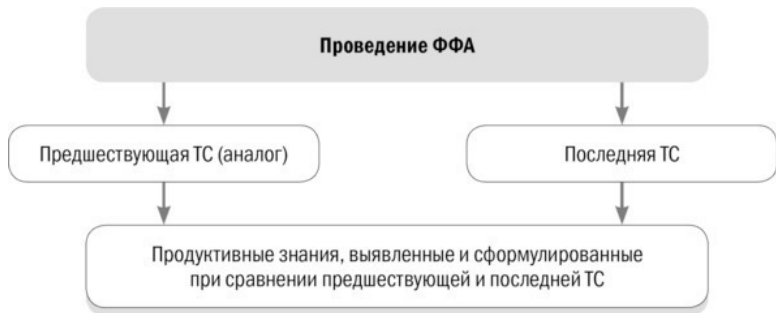 Проведение ФФА
Предшествующая ТС (аналог)
Последняя ТС
Продуктивные знания, выявленные и сформулированные
при сравнении предшествующей и последней ТС